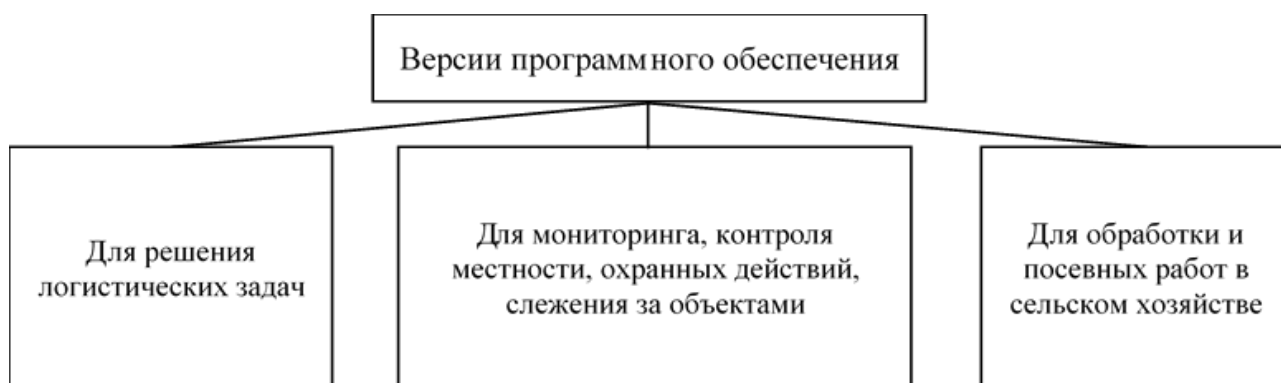 Версии программного обеспечения
Для решения
логистических задач
Для мониторинга, контроля
местности, охранных действий,
слежения за объектами
Для обработки и
посевных работ в
сельском хозяйстве